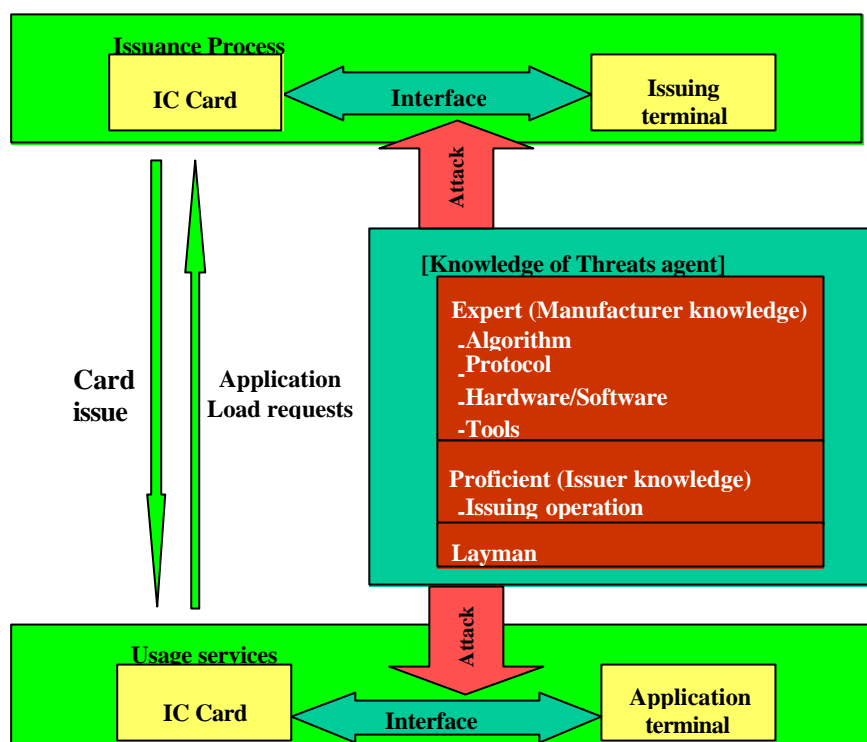 Issuance Process
IC Card
Interface
Issuing
terminal
Attack
[Knowledge of Threats agent]
Expert (Manufacturer knowledge)
-Algorithm
-Protocol
-Hardware/Software
-Tools
Proficient (Issuer knowledge)
-Issuing operation
Layman
Card
issue
Application
Load requests
Attack
Usage services
IC Card
Interface
Application
terminal